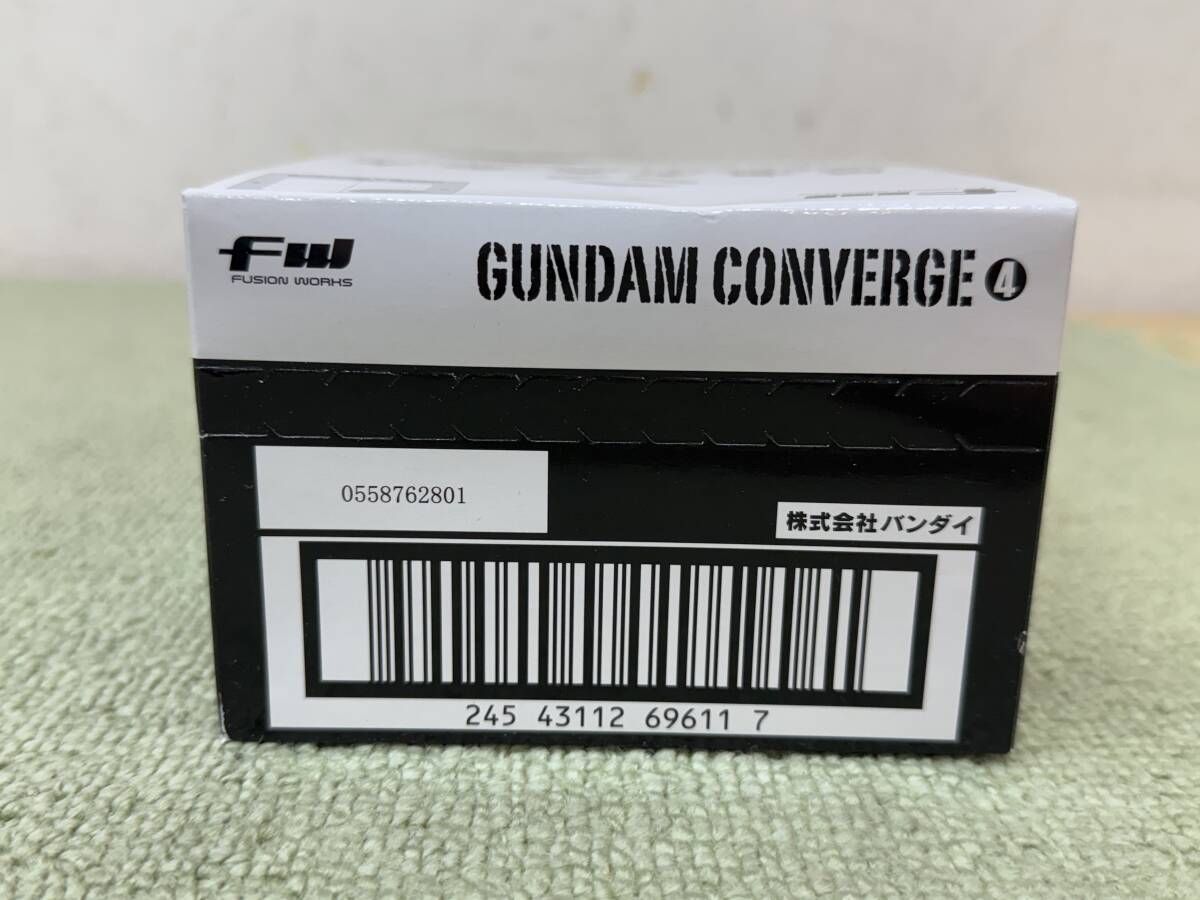 FW
FUSION WORKS
GUNDAM CONVERGE 4
0558762801
株式会社バンダイ
245 43112 69611 7